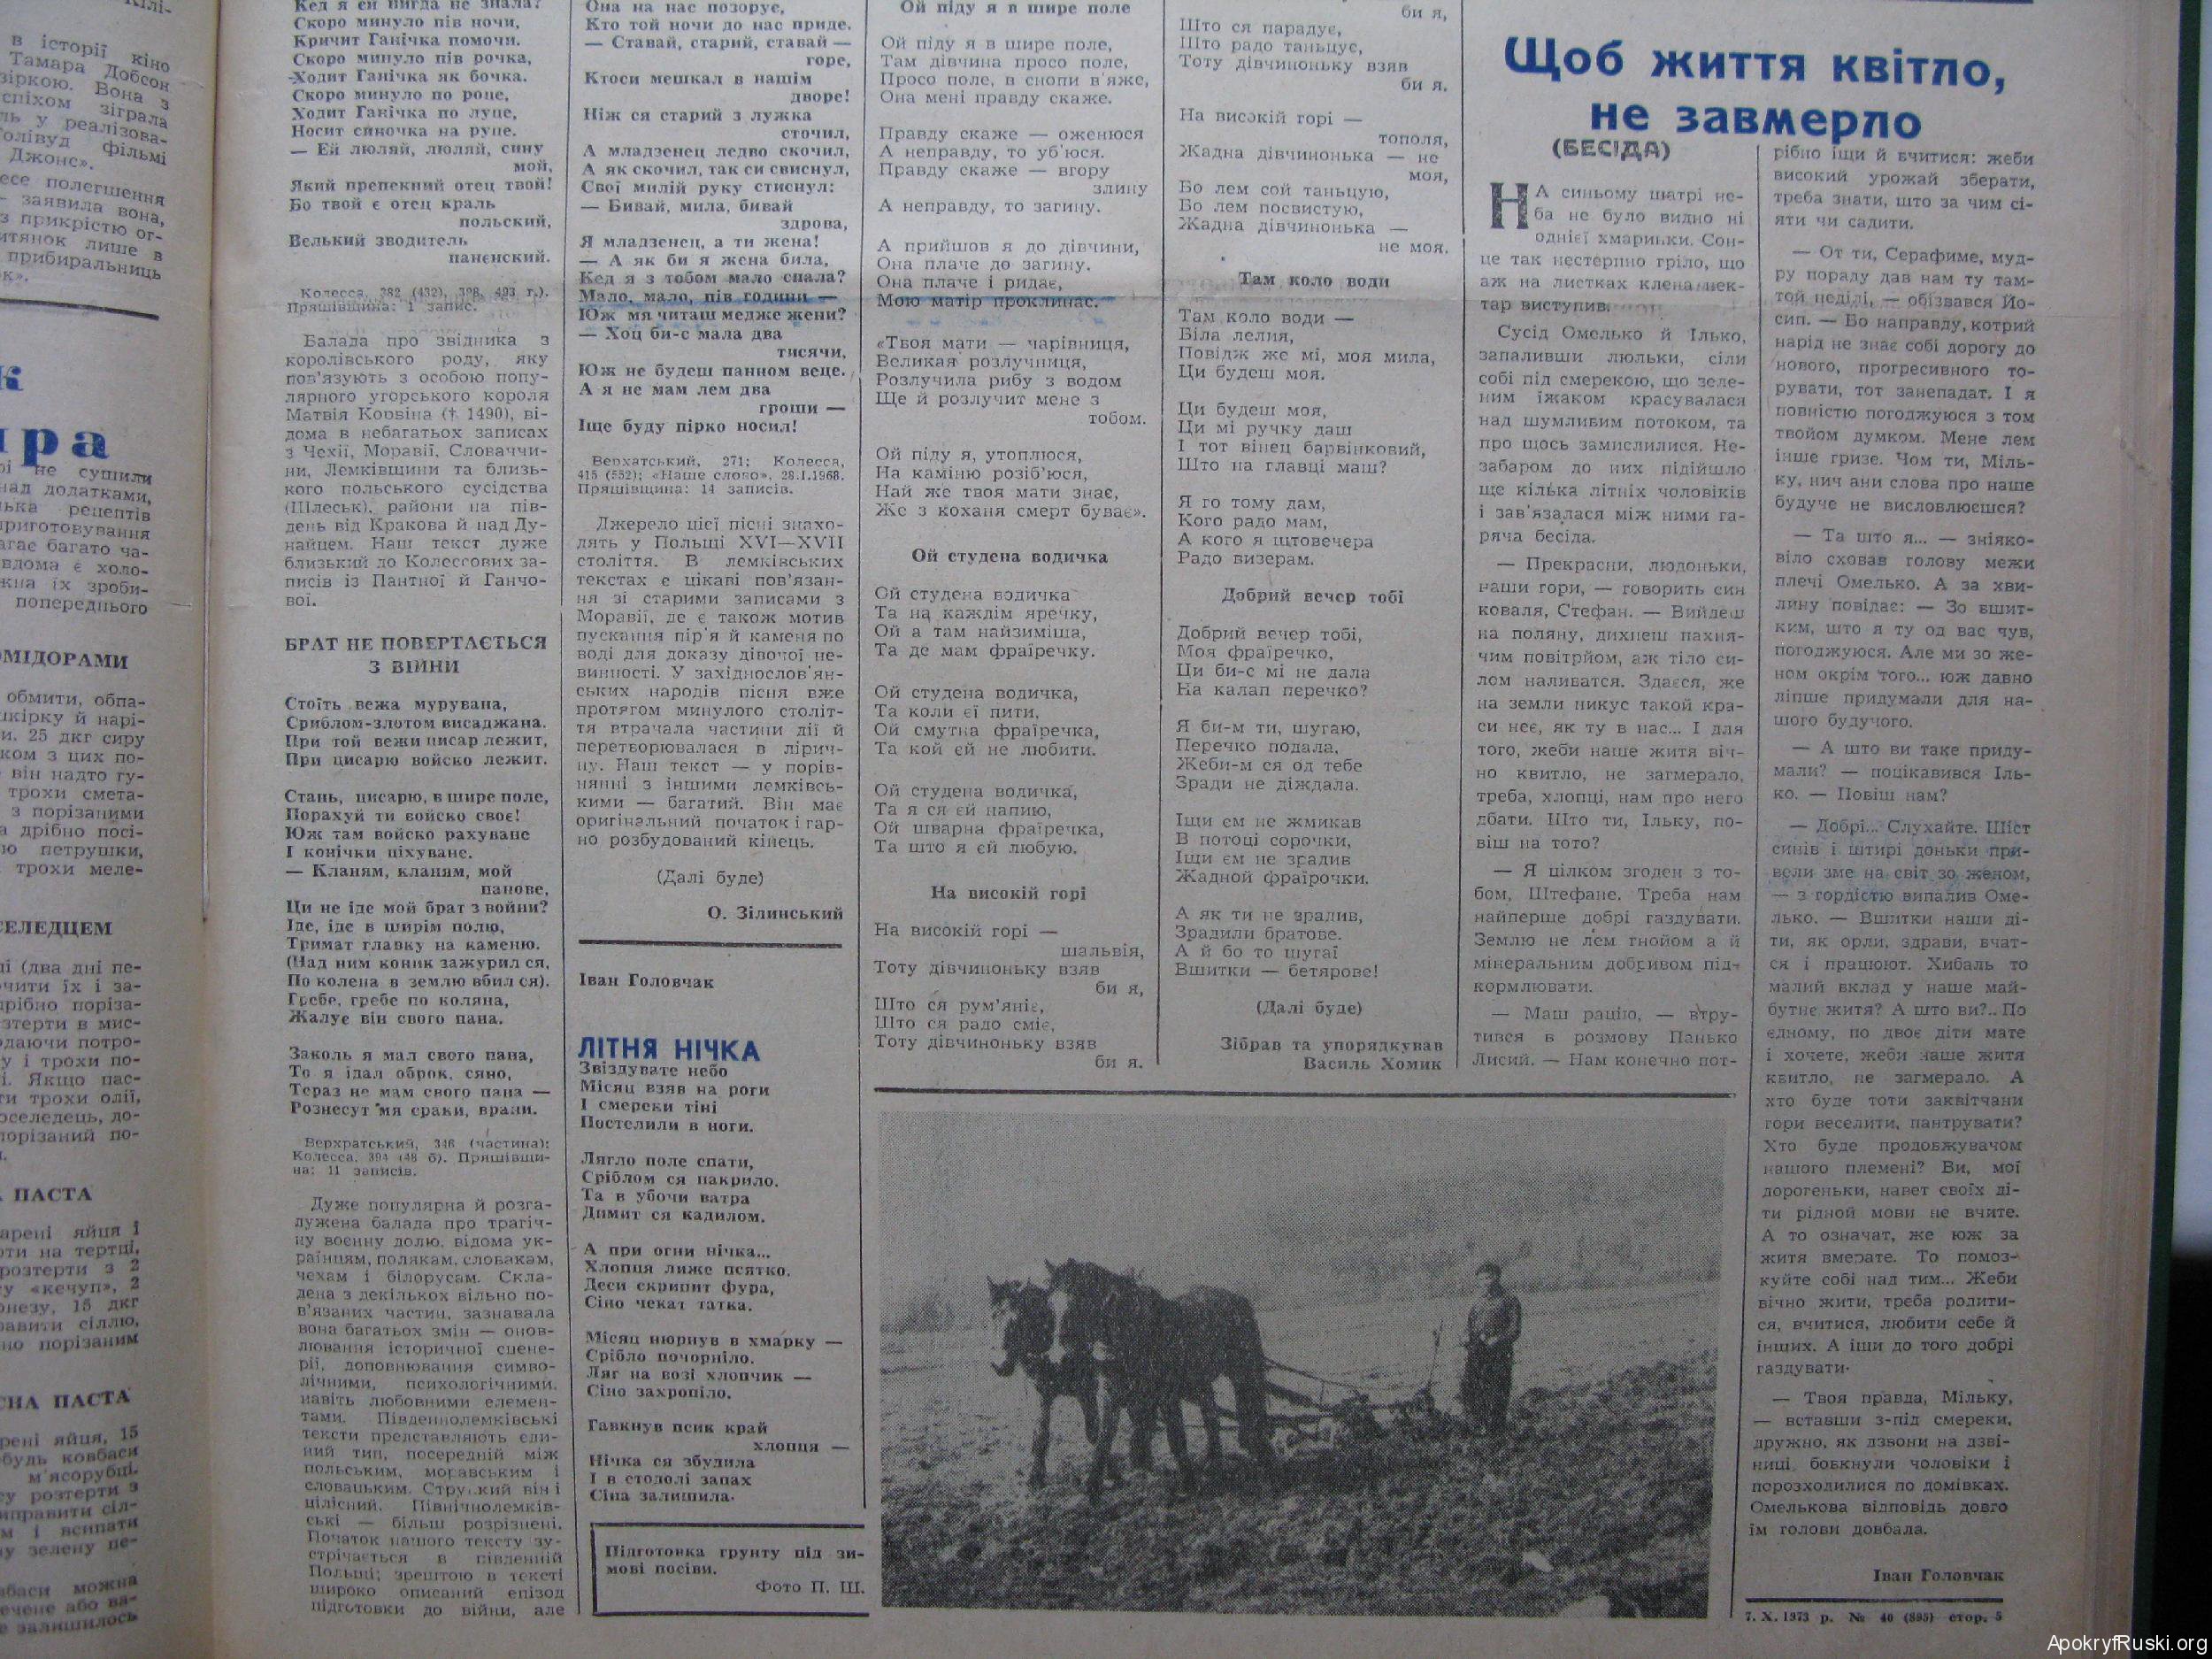 Кед я єй нигда не знала?
Скоро минуло пів ночи,
Кричит Ганічка помочи.
Скоро минуло пів рочка,
Ходит Ганічка як бочка.
Скоро минуло по роце,
Ходит Ганічка по луце,
Носит синочка на руце.
— Ей люляй, люляй, сину
мой,
Який препекний отец твой!
Бо твой є отец краль
польский,
Велький зводитель
паненский.
Колесса, 382 (432),
493 г.).
Пряшівщина: 1 запис.
Балада про звідника з
королівського роду, яку
пов'язують з особою попу-
лярного угорського короля
Матвія Корвіна († 1490), ві-
дома в небагатьох записах
з Чехії, Моравії, Словаччи-
ни, Лемківщини та близь-
кого польського сусідства
(Шлеськ), райони на пів-
день від Кракова й над Ду-
найцем. Наш текст дуже
близький до Колессових за-
писів із Пантної й Ганчо-
вої.
БРАТ НЕ ПОВЕРТАЄТЬСЯ
З ВІЙНИ
Стоїть вежа мурувана,
Сриблом-злотом висаджана.
При той вежи цисар лежит,
При цисарю войско лежит.
Стань, цисарю, в шире поле,
Порахуй ти войско своє!
Юж там войско рахуване
І конічки ціхуване.
— Кланям, кланям, мой
панове,
Ци не іде мой брат з войни?
Іде, іде в ширім полю,
Тримат главку на каменю.
(Над ним коник зажурил ся,
По колена в землю вбил ся).
Гребе, гребе по коляна,
Жалує він свого пана.
Заколь я мал свого пана,
То я їдал оброк, сяно,
Тераз не мам свого пана —
Рознесут мя сраки, врани.
Верхратський, 346 (частина);
Колесса, 394 (48 б). Пряшівщи-
на: 11 записів.
Дуже популярна й розга-
лужена балада про трагіч-
ну воєнну долю, відома ук-
раїнцям, полякам, словакам,
чехам і білорусам. Скла-
дена з декількох вільно по-
в'язаних частин, зазнавала
вона багатьох змін — онов-
лювання історичної сцене-
рії, доповнювання симво-
лічними, психологічними,
навіть любовними елемен-
тами. Південнолемківські
тексти представляють єди-
ний тип, посередній між
польським, моравським і
словацьким. Стрункий він і
цілісний. Північнолемків-
ські — більш розрізнені.
Початок нашого тексту зу-
стрічається в південній
Польщі; зрештою в тексті
широко описаний епізод
підготовки до війни, але
Она на нас позорує,
Кто той ночи до нас приде.
— Ставай, старий, ставай —
горе,
Ктоси мешкал в нашім
дворе!
Ніж ся старий з лужка
сточил,
А младзенец ледво скочил,
А як скочил, так си свиснул,
Свої милій руку стиснул:
— Бивай, мила, бивай
здрова,
Я младзенец, а ти жена!
— А як би я жена била,
Кед я з тобом мало спала?
Мало, мало, пів години —
Юж мя читаш медже жени?
— Хоц би-с мала два
тисячи,
Юж не будеш панном веце.
А я не мам лем два
гроши —
Іще буду пірко носил!
Верхатський, 271; Колесса,
415 (532); «Наше слово», 28.I.1968.
Пряшівщина: 14 записів.
Джерело цієї пісні знахо-
дять у Польщі XVI—XVII
століття. В лемківських
текстах є цікаві пов'язан-
ня зі старими записами з
Моравії, де є також мотив
пускання пір'я й каменя по
воді для доказу дівочої не-
винності. У західнослов'ян-
ських народів пісня вже
протягом минулого століт-
тя втрачала частини дії й
перетворювалася в лірич-
ну. Наш текст — у порів-
нянні з іншими лемківсь-
кими — багатий. Він має
оригінальний початок і гар-
но розбудований кінець.
(Далі буде)
О. Зілинський
Іван Головчак
ЛІТНЯ НІЧКА
Звіздувате небо
Місяц взяв на роги
І смереки тіні
Постелили в ноги.
Лягло поле спати,
Сріблом ся накрило.
Та в убочи ватра
Димит ся кадилом.
А при огни нічка...
Хлопця лиже псятко.
Деси скрипит фура,
Сіно чекат татка.
Місяц нюрнув в хмарку —
Срібло почорніло.
Ляг на возі хлопчик —
Сіно захропіло.
Гавкнув псик край
хлопця —
Нічка ся збудила
І в стодолі запах
Сіна залишила.
Підготовка грунту під зи-
мові посіви.
Фото П. Ш.
Ой піду я в шире поле
Ой піду я в шире поле,
Там дівчина просо поле,
Просо поле, в снопи в'яже,
Она мені правду скаже.
Правду скаже — оженюся
А неправду, то уб'юся.
Правду скаже — вгору
злину
А неправду, то загину.
А прийшов я до дівчини,
Она плаче до загину.
Она плаче і ридає,
Мою матір проклинає.
«Твоя мати — чарівниця,
Великая розлучниця,
Розлучила рибу з водом
Ще й розлучит мене з
тобом.
Ой піду я, утоплюся,
На каміню розіб'юся,
Най же твоя мати знає,
Же з коханя смерт буває».
Ой студена водичка
Ой студена водичка
Та на каждім яречку,
Ой а там найзиміша,
Та де мам фраїречку.
Ой студена водичка,
Та коли єї пити,
Ой смутна фраїречка,
Та кой єй не любити.
Ой студена водичка,
Та я ся єй напию,
Ой шварна фраїречка,
Та што я єй любую.
На високій горі
На високій горі —
шальвія,
Тоту дівчиноньку взяв
би я,
Што ся рум'яніє,
Што ся радо сміє,
Тоту дівчиноньку взяв
би я.
би я,
Што ся парадує,
Што радо таньцує,
Тоту дівчиноньку взяв
би я.
На високій горі —
тополя,
Жадна дівчинонька — не
моя,
Бо лем сой таньцую,
Бо лем посвистую,
Жадна дівчинонька —
не моя.
Там коло води
Там коло води —
Біла лелия,
Повідж же мі, моя мила,
Ци будеш моя.
Ци будеш моя,
Ци мі ручку даш
І тот вінец барвінковий,
Што на главці маш?
Я го тому дам,
Кого радо мам,
А кого я штовечера
Радо визерам.
Добрий вечер тобі
Добрий вечер тобі,
Моя фраїречко,
Ци би-с мі не дала
На калап перечко?
Я би-м ти, шугаю,
Перечко подала,
Жеби-м ся од тебе
Зради не діждала.
Іщи єм не жмикав
В потоці сорочки,
Іщи єм не зрадив
Жадной фраїрочки.
А як ти не зрадив,
Зрадили братове.
А й бо то шугаї
Вшитки — бетярове!
(Далі буде)
Зібрав та упорядкував
Василь Хомик
Щоб життя квітло,
не завмерло
(БЕСІДА)
НА синьому шатрі не-
ба не було видно ні
однієї хмаринки. Сон-
це так нестерпно гріло, що
аж на листках клена нек-
тар виступив.
Сусід Омелько й Ілько,
запаливши люльки, сіли
собі під смерекою, що зеле-
ним їжаком красувалася
над шумливим потоком, та
про щось замислилися. Не-
забаром до них підійшло
ще кілька літніх чоловіків
і зав'язалася між ними га-
ряча бесіда.
— Прекрасни, людоньки,
наши гори, — говорить син
коваля, Стефан. — Вийдеш
на поляну, дихнеш пахня-
чим повітрйом, аж тіло си-
лом наливатся. Здаєся, же
на земли никус такой кра-
си неє, як ту в нас... І для
того, жеби наше житя віч-
но квитло, не загмерало,
треба, хлопці, нам про него
дбати. Што ти, Ільку, по-
віш на тото?
— Я цілком згоден з то-
бом, Штефане. Треба нам
найперше добрі газдувати.
Землю не лем гнойом а й
мінеральним добривом під-
кормлювати.
— Маш рацию, — втру-
тився в розмову Панько
Лисий. — Нам конечно пот-
рібно іщи й вчитися: жеби
високий урожай зберати,
треба знати, што за чим сі-
яти чи садити.
— От ти, Серафиме, муд-
ру пораду дав нам ту там-
той неділі, — обізвався Йо-
сип. — Бо направду, котрий
нарід не знає собі дорогу до
нового, прогресивного то-
рувати, тот занепадат. І я
повністю погоджуюся з том
твойом думком. Мене лем
інше гризе. Чом ти, Міль-
ку, нич ани слова про наше
будуче не висловлюєшся?
— Та што я... — зніяко-
віло сховав голову межи
плечі Омелько. А за хви-
лину повідає: — Зо вшит-
ким, што я ту од вас чув,
погоджуюся. Але ми зо же-
ном окрім того... юж давно
ліпше придумали для на-
шого будучого.
— А што ви таке приду-
мали? — поцікавився Іль-
ко. — Повіш нам?
— Добрі... Слухайте. Шіст
синів і штирі доньки при-
вели зме на світ зо женом,
— з гордістю випалив Оме-
лько. — Вшитки наши ді-
ти, як орли, здрави, вчат-
ся і працюют. Хибаль то
малий вклад у наше май-
бутнє житя? А што ви?.. По
єдному, по двоє діти мате
і хочете, жеби наше житя
квитло, не загмерало. А
хто буде тоти заквітчани
гори веселити, пантрувати?
Хто буде продовжувачом
нашого племені? Ви, мої
дорогеньки, навет своїх ді-
ти рідной мови не вчите.
А то означат, же юж за
житя вмерате. То помоз-
куйте собі над тим... Жеби
вічно жити, треба родити-
ся, вчитися, любити себе й
інших. А іщи до того добрі
газдувати.
— Твоя правда, Мільку,
— вставши з-під смереки,
дружно, як дзвони на дзві-
ниці, бовкнули чоловіки і
порозходилися по домівках.
Омелькова відповідь довго
їм голови довбала.
Іван Головчак
7. X. 1973 р. № 40 (895) стор. 5
ApokryfRuski.org